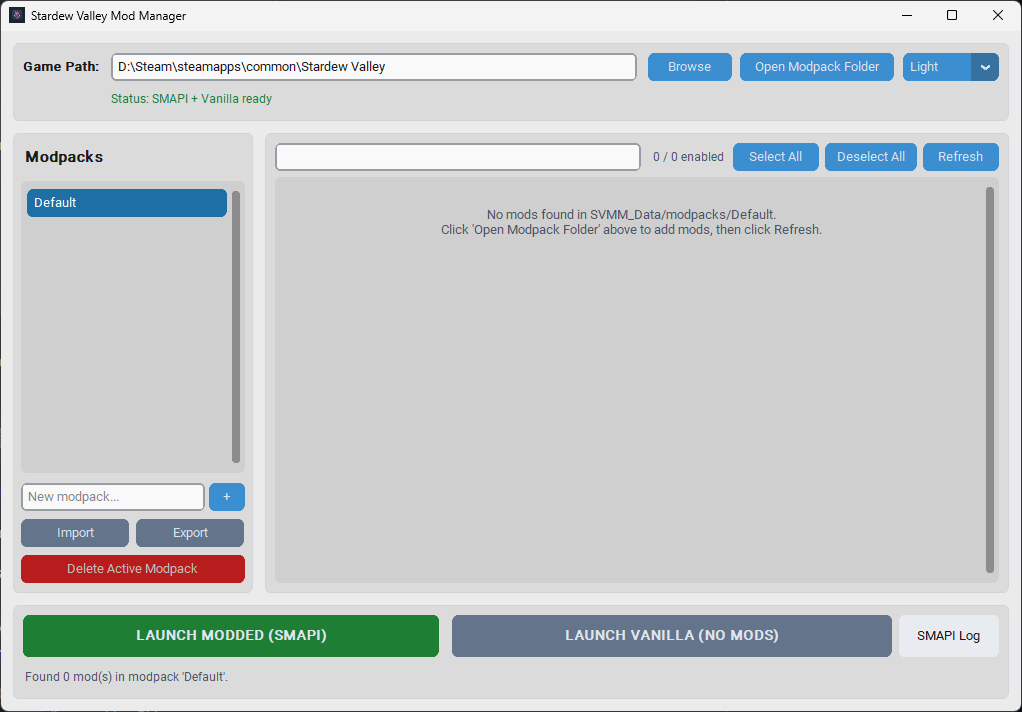 Stardew Valley Mod Manager
Game Path: D:\Steam\steamapps\common\Stardew Valley Browse Open Modpack Folder Light
Status: SMAPI + Vanilla ready
Modpacks
0 / 0 enabled Select All Deselect All Refresh
Default
No mods found in SVMM_Data/modpacks/Default.
Click 'Open Modpack Folder' above to add mods, then click Refresh.
New modpack... +
Import Export
Delete Active Modpack
LAUNCH MODDED (SMAPI) LAUNCH VANILLA (NO MODS) SMAPI Log
Found 0 mod(s) in modpack 'Default'.